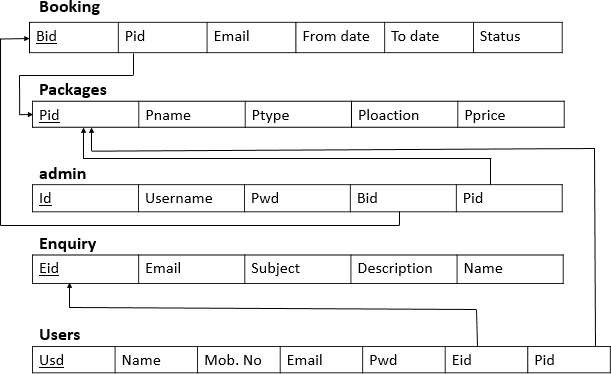 Booking
Bid Pid Email From date To date Status
Packages
Pid Pname Ptype Ploaction Pprice
admin
Id Username Pwd Bid Pid
Enquiry
Eid Email Subject Description Name
Users
Usd Name Mob. No Email Pwd Eid Pid